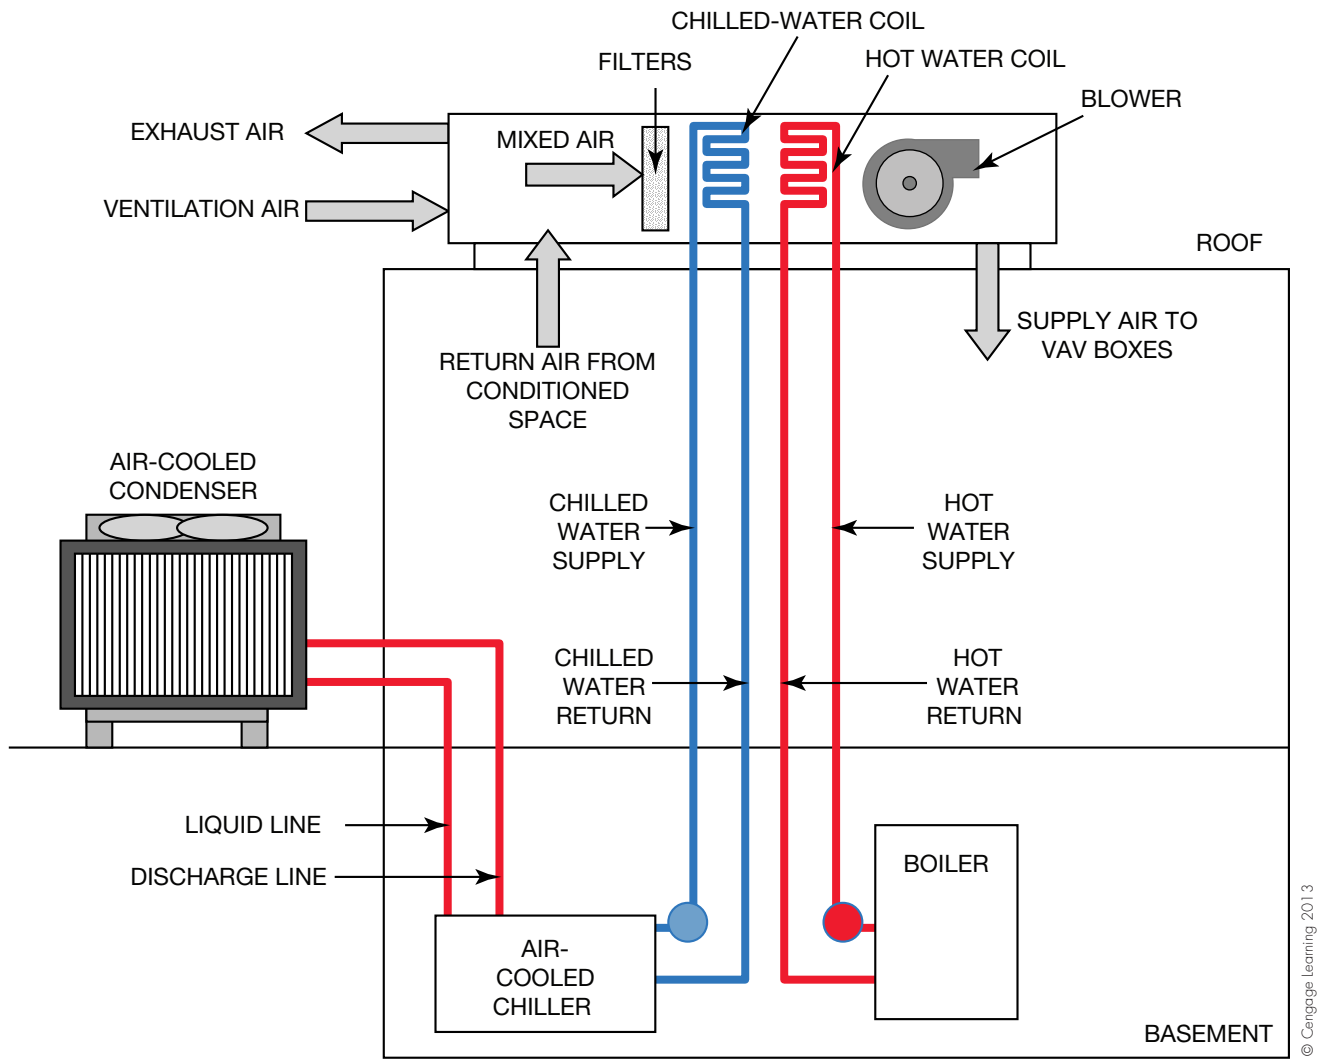 CHILLED-WATER COIL
FILTERS
HOT WATER COIL
BLOWER
EXHAUST AIR
MIXED AIR
VENTILATION AIR
ROOF
RETURN AIR FROM
CONDITIONED
SPACE
SUPPLY AIR TO
VAV BOXES
AIR-COOLED
CONDENSER
CHILLED
WATER
SUPPLY
HOT
WATER
SUPPLY
CHILLED
WATER
RETURN
HOT
WATER
RETURN
LIQUID LINE
DISCHARGE LINE
AIR-
COOLED
CHILLER
BOILER
BASEMENT
© Cengage Learning 2013